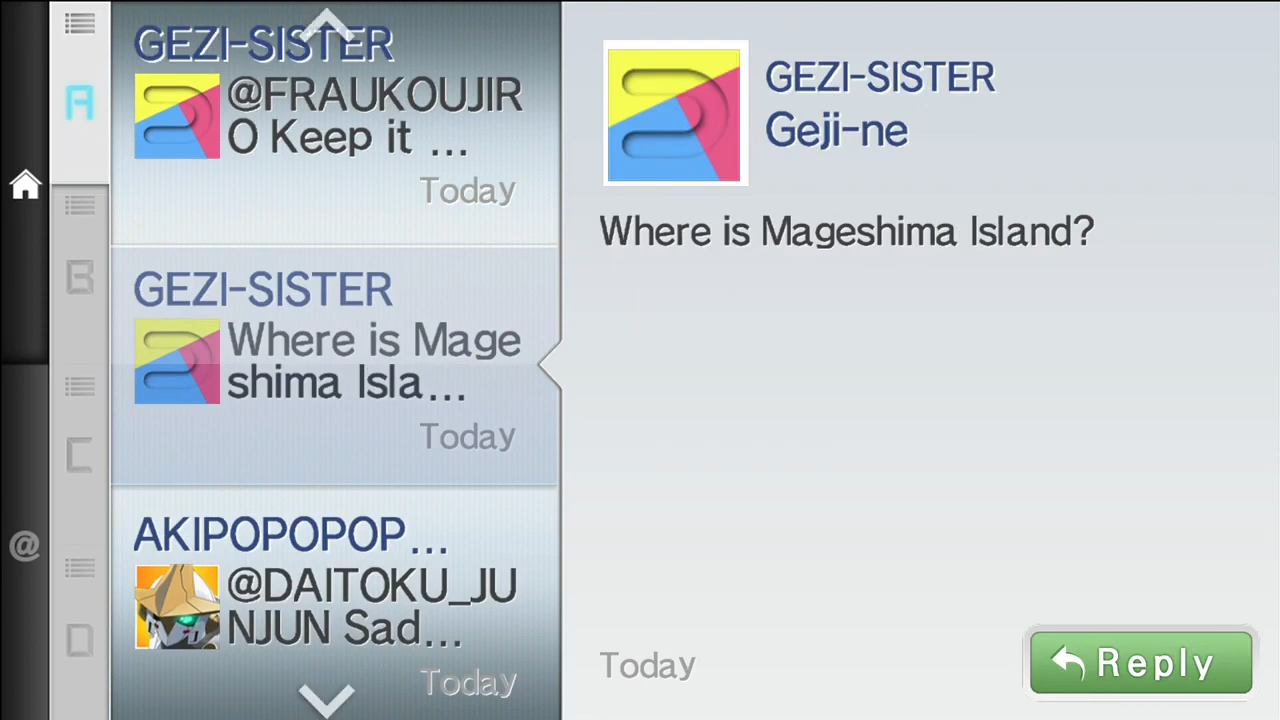 A
B
C
D
@
GEZI-SISTER
@FRAUKOUJIR
O Keep it ...
Today
GEZI-SISTER
Where is Mage
shima Isla...
Today
AKIPOPOPOP...
@DAITOKU_JU
NJUN Sad...
Today
GEZI-SISTER
Geji-ne
Where is Mageshima Island?
Today
Reply